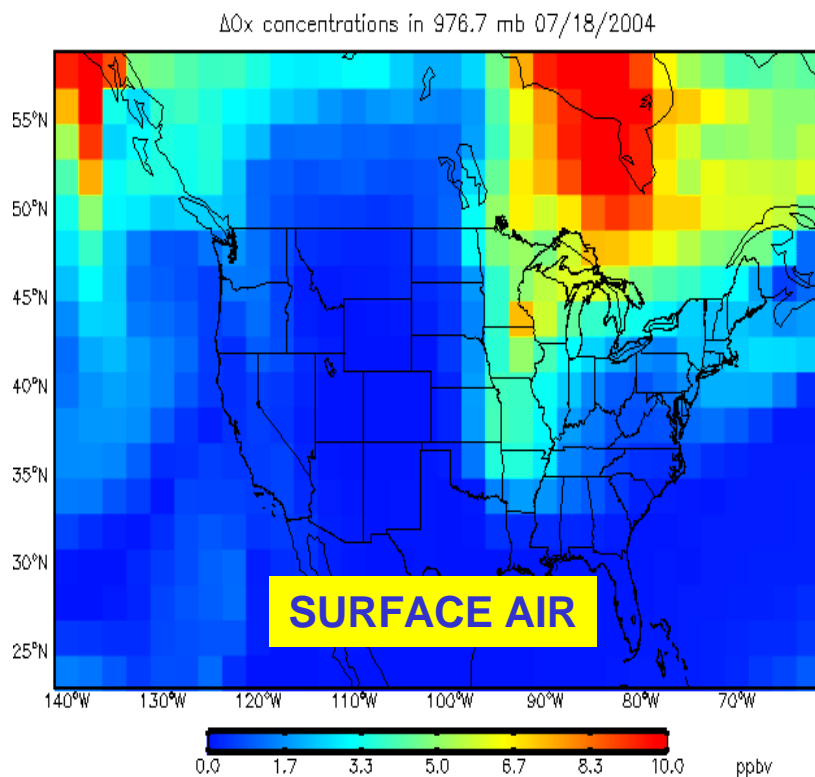 ΔOx concentrations in 976.7 mb 07/18/2004
55°N
50°N
45°N
40°N
35°N
30°N
25°N
SURFACE AIR
140°W 130°W 120°W 110°W 100°W 90°W 80°W 70°W
0.0 1.7 3.3 5.0 6.7 8.3 10.0 ppbv